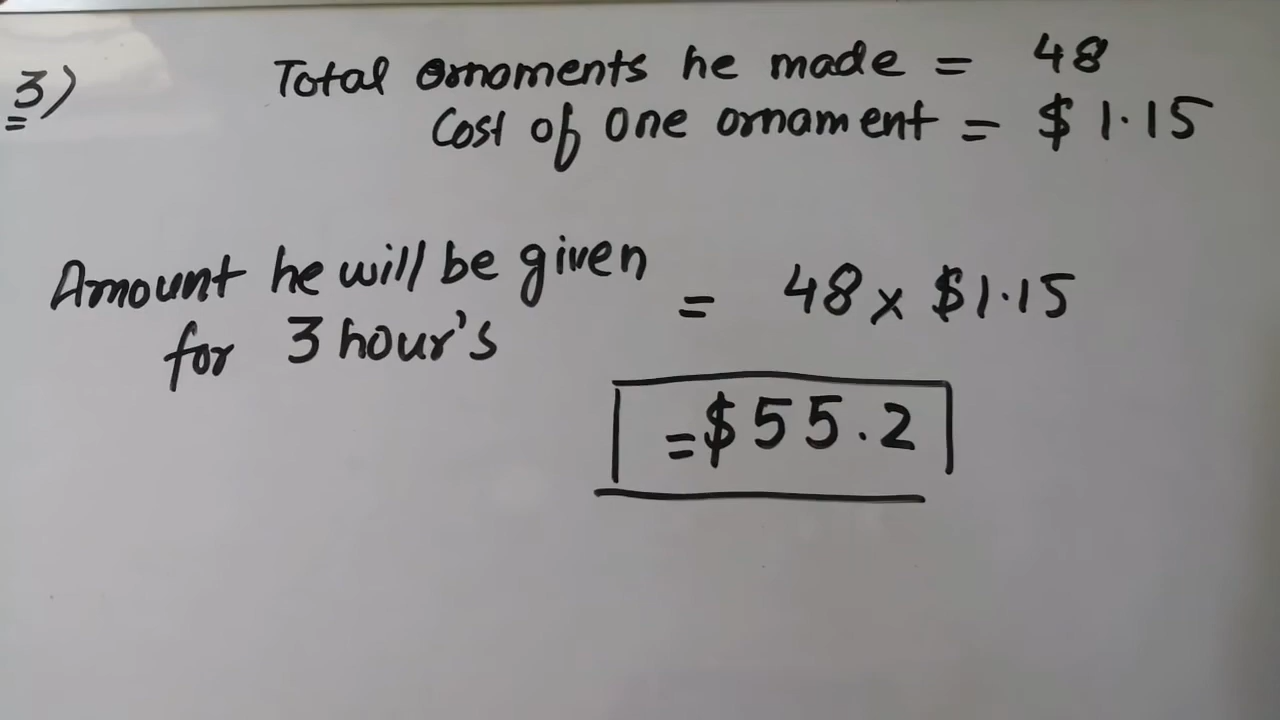 3) Total ornoments he made = 48
Cost of one ornament = $ 1.15
Amount he will be given
for 3 hour's = 48 x $1.15
= $55.2